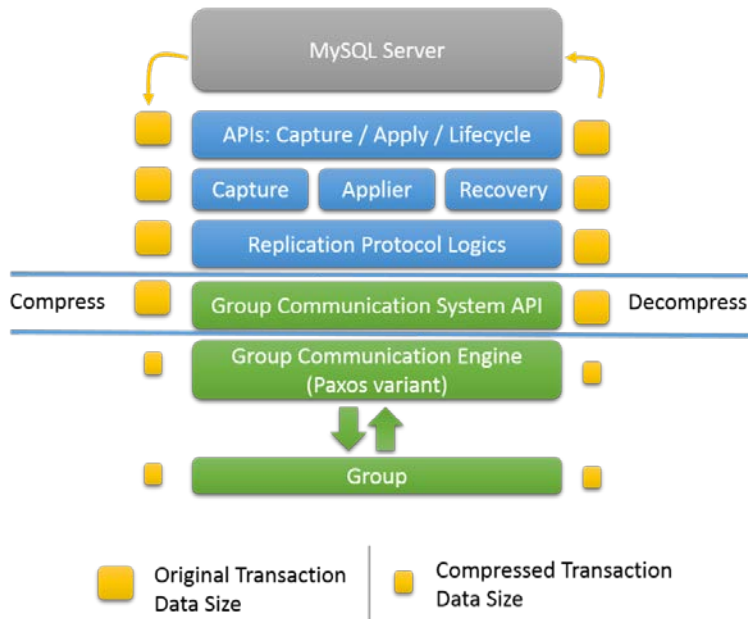 MySQL Server
APIs: Capture / Apply / Lifecycle
Capture
Applier
Recovery
Replication Protocol Logics
Compress
Group Communication System API
Decompress
Group Communication Engine
(Paxos variant)
Group
Original Transaction
Data Size
Compressed Transaction
Data Size